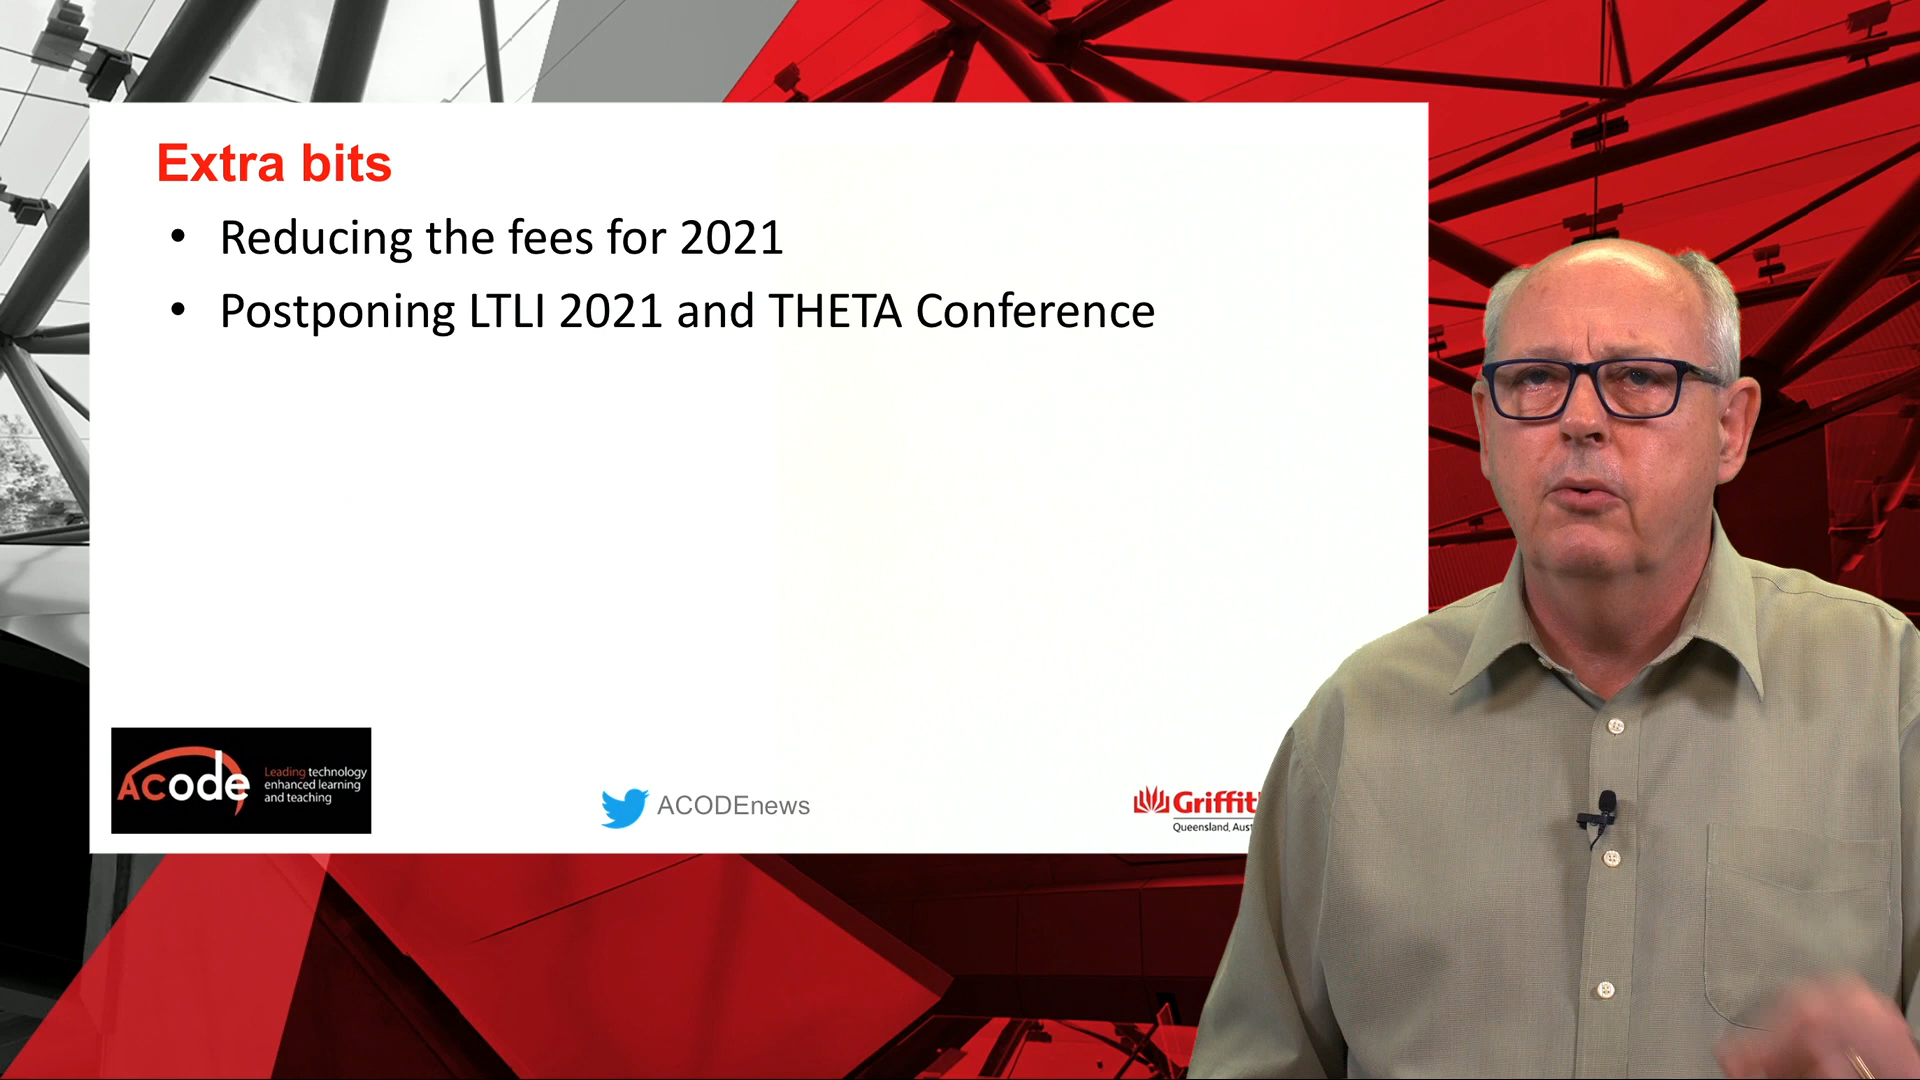 Extra bits
• Reducing the fees for 2021
• Postponing LTLI 2021 and THETA Conference
ACode
Leading technology
enhanced learning
and teaching
ACODEnews
Griffit
Queensland, Aust